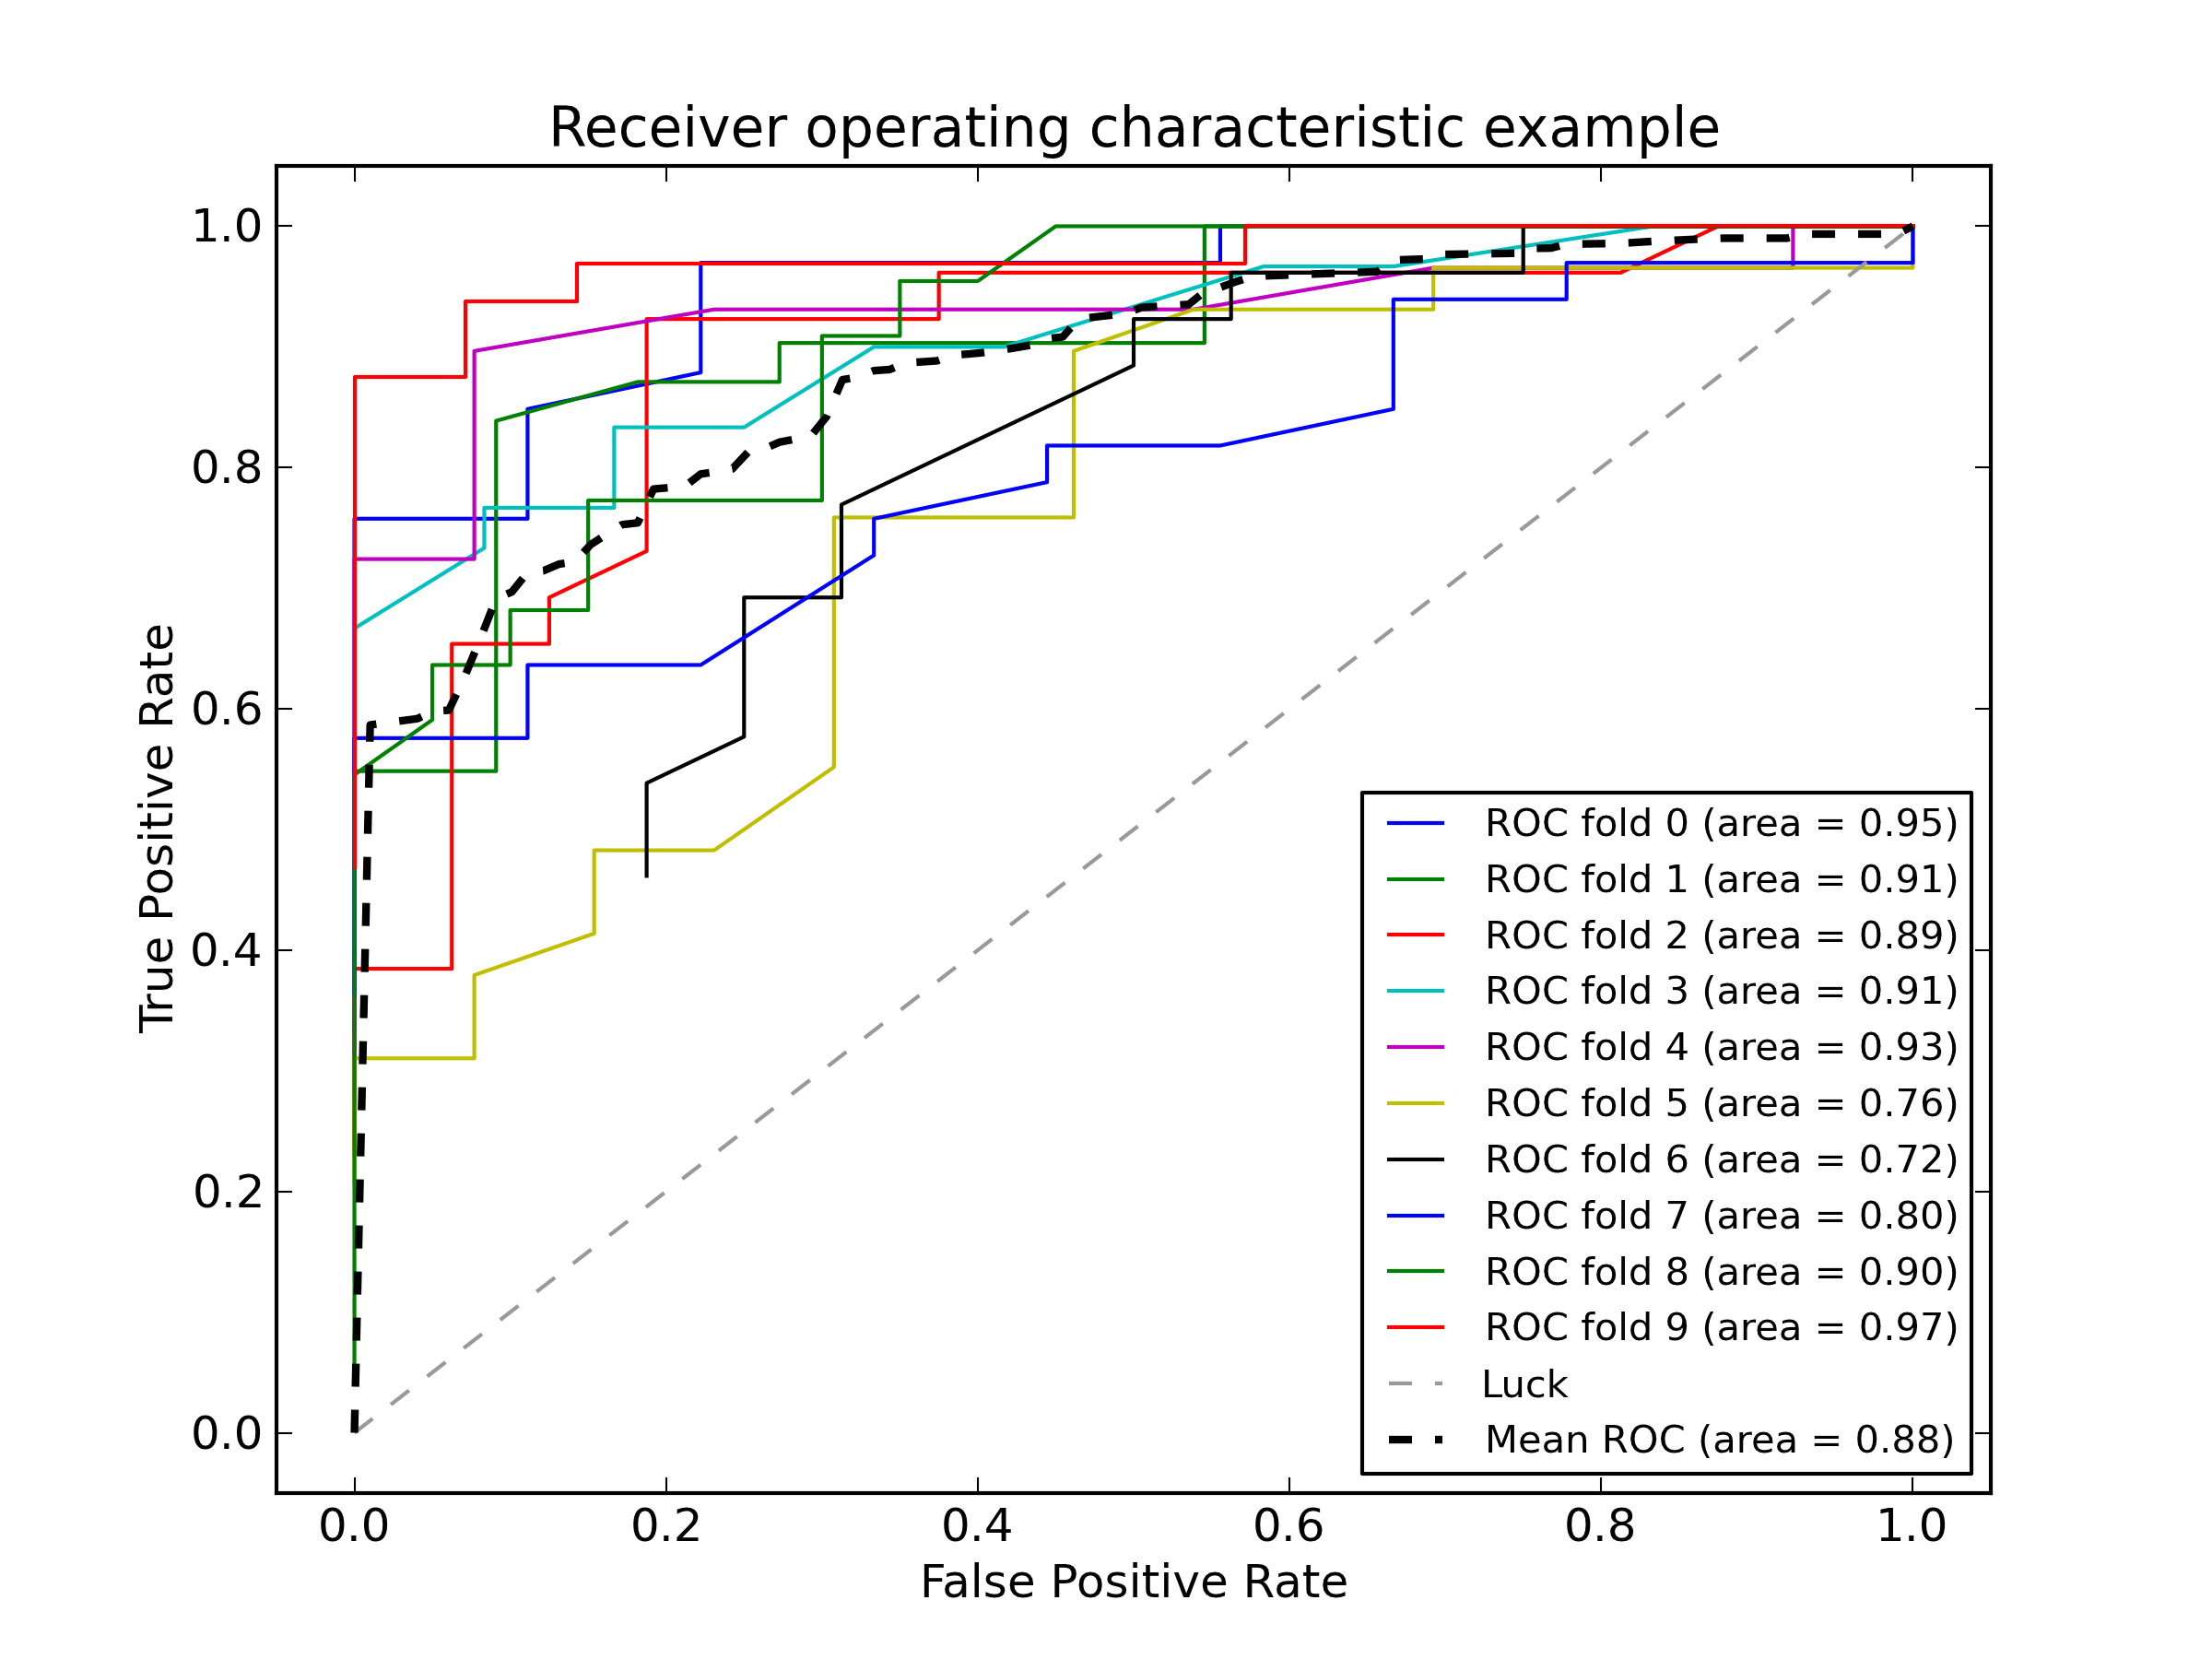 Receiver operating characteristic example
1.0
0.8
0.6
0.4
0.2
0.0
True Positive Rate
0.0 0.2 0.4 0.6 0.8 1.0
False Positive Rate
ROC fold 0 (area = 0.95)
ROC fold 1 (area = 0.91)
ROC fold 2 (area = 0.89)
ROC fold 3 (area = 0.91)
ROC fold 4 (area = 0.93)
ROC fold 5 (area = 0.76)
ROC fold 6 (area = 0.72)
ROC fold 7 (area = 0.80)
ROC fold 8 (area = 0.90)
ROC fold 9 (area = 0.97)
Luck
Mean ROC (area = 0.88)